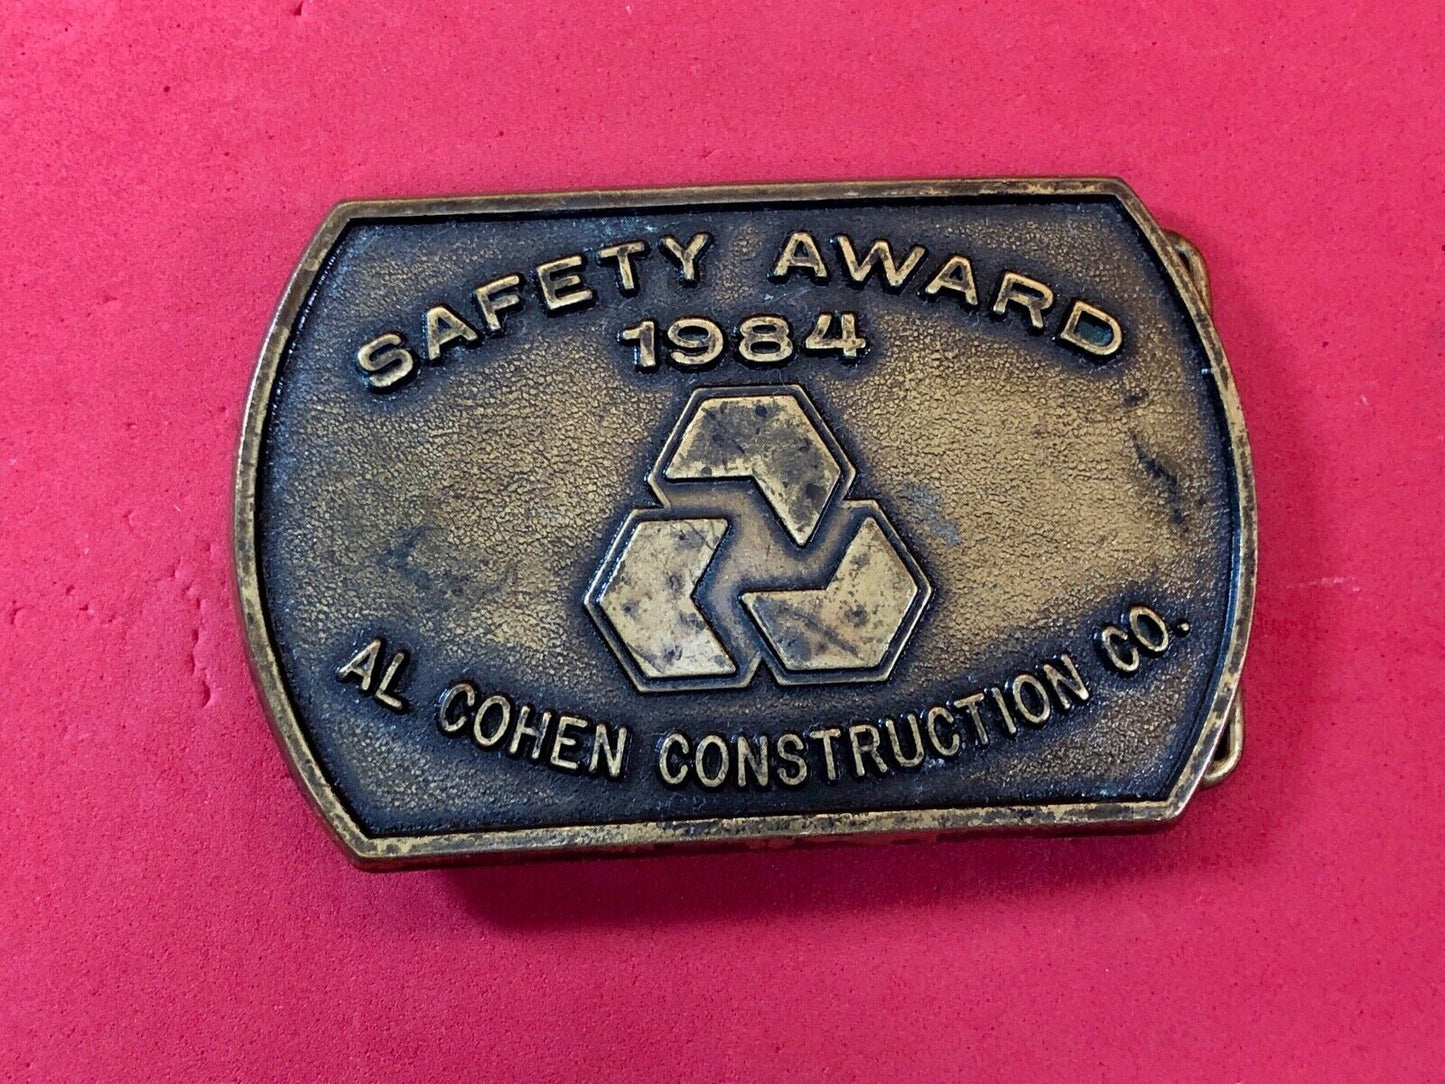 SAFETY AWARD
1984
AL COHEN CONSTRUCTION CO.